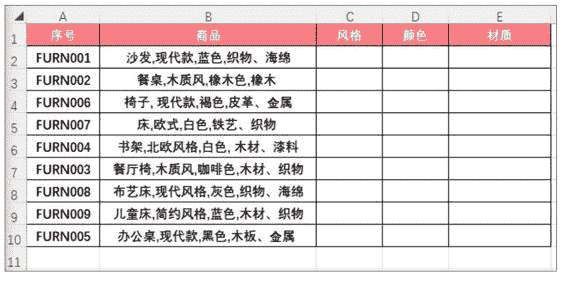 A B C D E
1 序号 商品 风格 颜色 材质
2 FURN001 沙发,现代款,蓝色,织物、海绵
3 FURN002 餐桌,木质风,橡木色,橡木
4 FURN006 椅子, 现代款,褐色,皮革、金属
5 FURN007 床,欧式,白色,铁艺、织物
6 FURN004 书架,北欧风格,白色, 木材、漆料
7 FURN003 餐厅椅,木质风,咖啡色,木材、织物
8 FURN008 布艺床,现代风格,灰色,织物、海绵
9 FURN009 儿童床,简约风格,蓝色,木材、织物
10 FURN005 办公桌,现代款,黑色,木板、金属
11